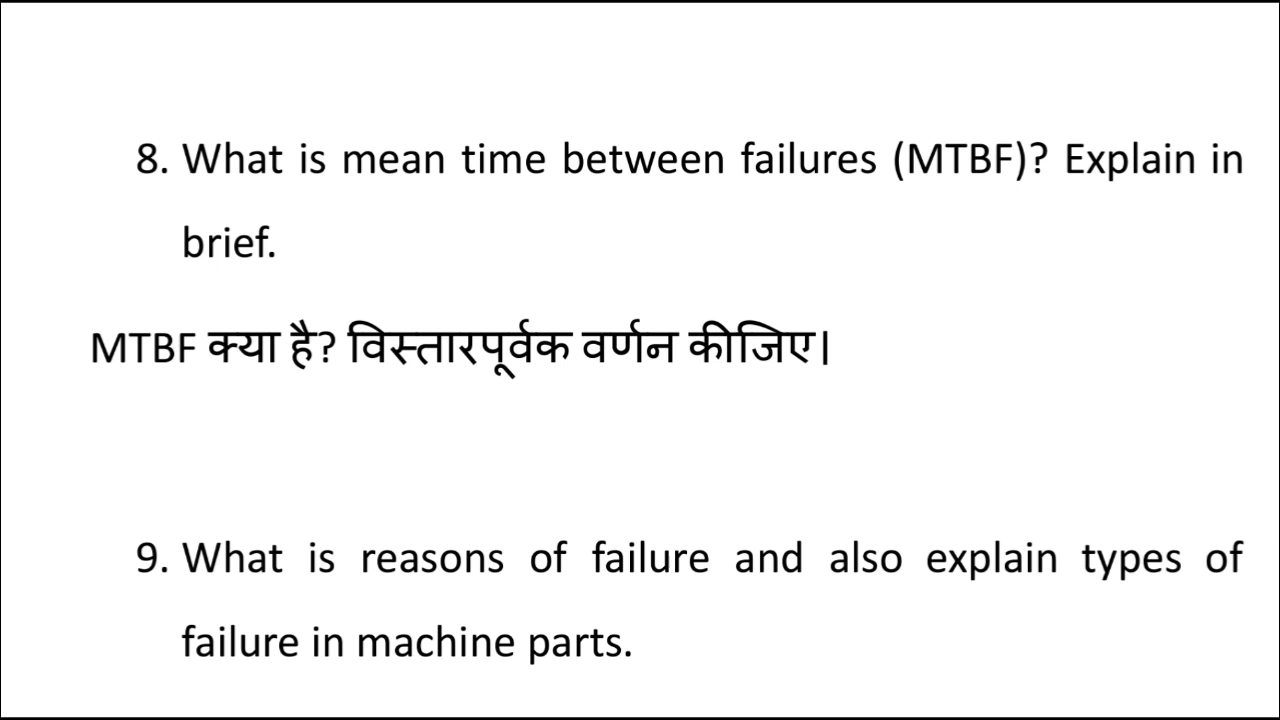 8. What is mean time between failures (MTBF)? Explain in
brief.
MTBF क्या है? विस्तारपूर्वक वर्णन कीजिए।
9. What is reasons of failure and also explain types of
failure in machine parts.